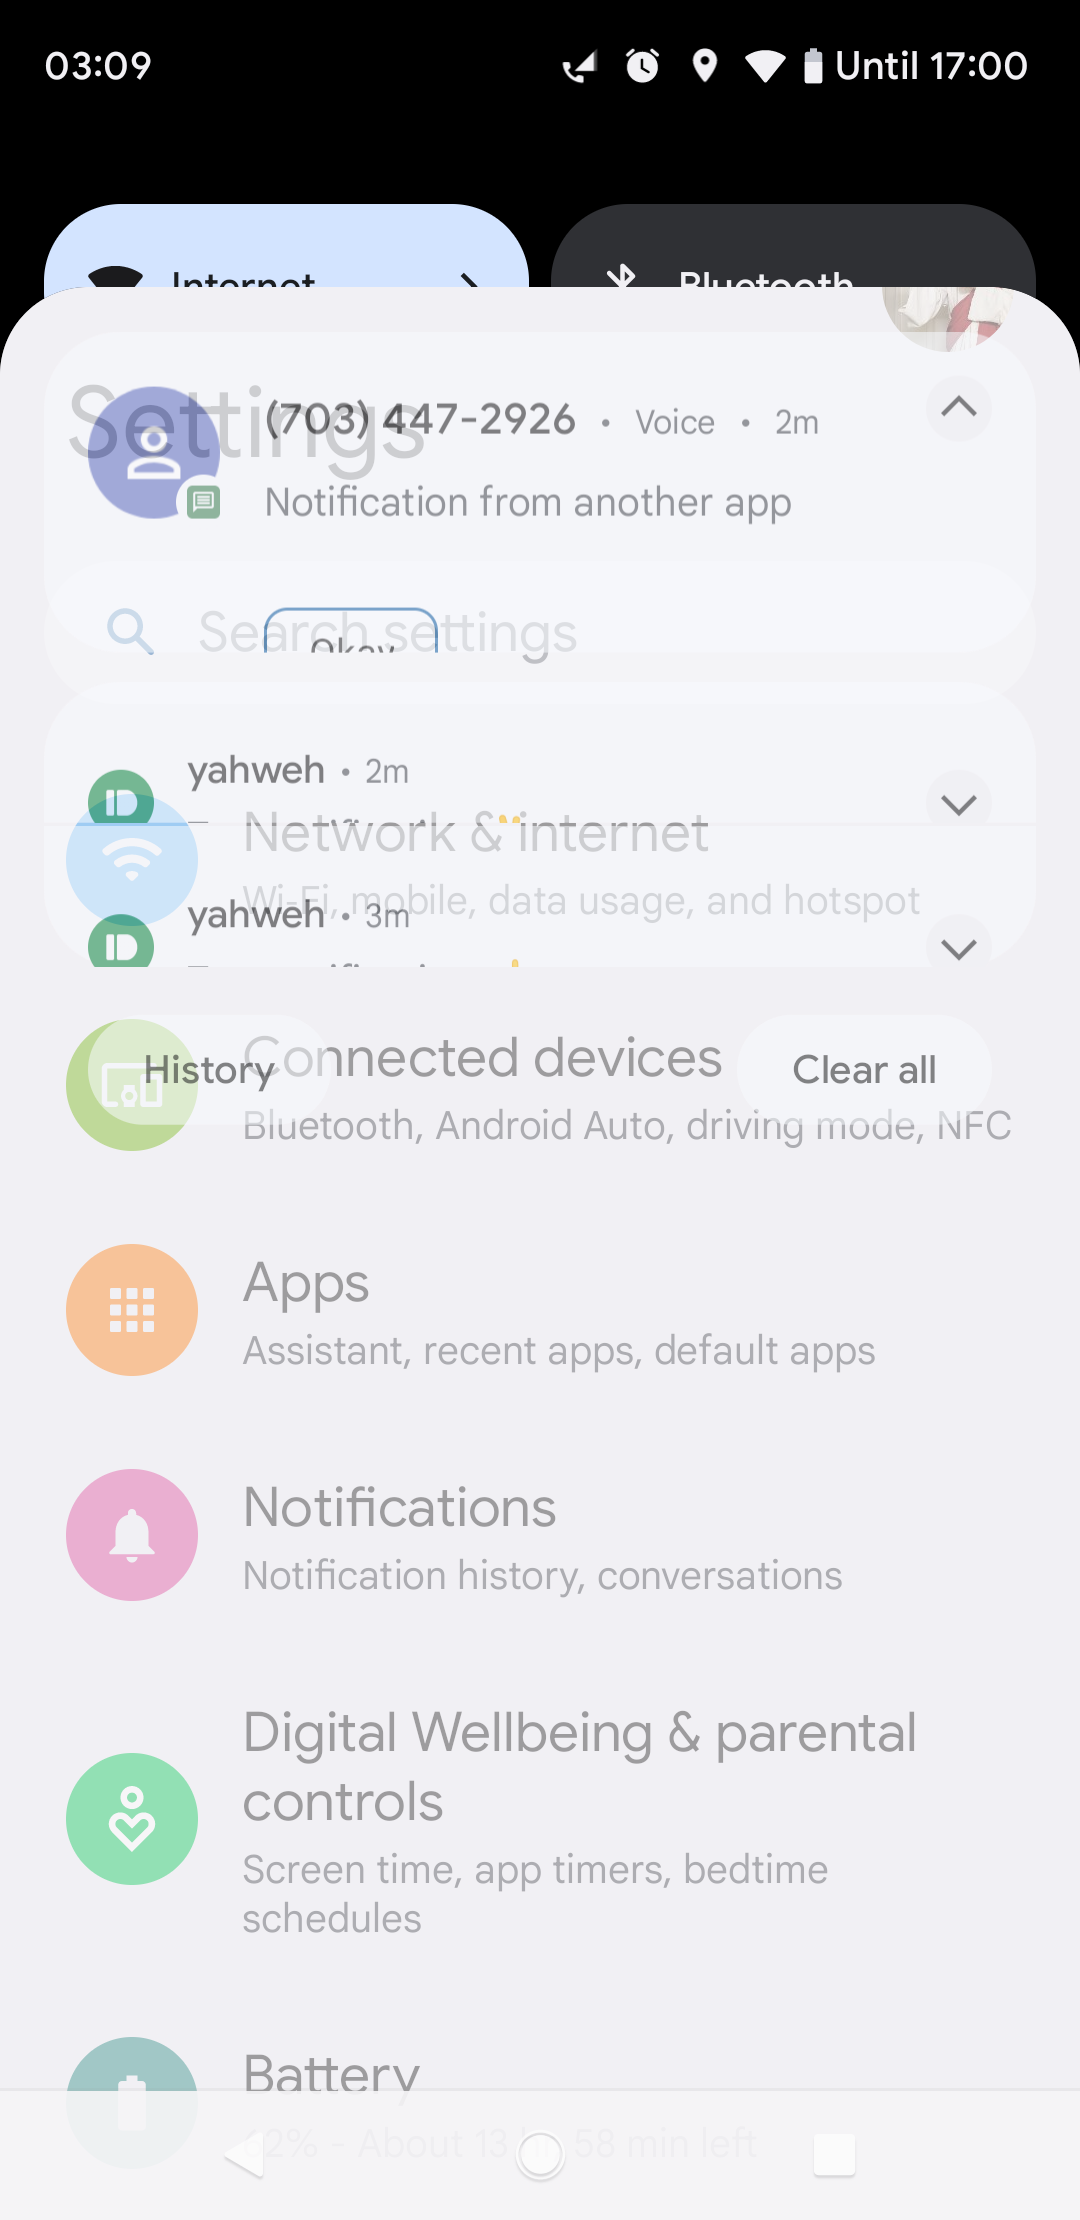 03:09
Until 17:00
Internet
Bluetooth
Settings
(703) 447-2926 • Voice • 2m
Notification from another app
Search settings
Okay
yahweh • 2m
Network & internet
Wi-Fi, mobile, data usage, and hotspot
yahweh • 3m
History
Clear all
Connected devices
Bluetooth, Android Auto, driving mode, NFC
Apps
Assistant, recent apps, default apps
Notifications
Notification history, conversations
Digital Wellbeing & parental
controls
Screen time, app timers, bedtime
schedules
Battery
62% - About 13 hr 58 min left